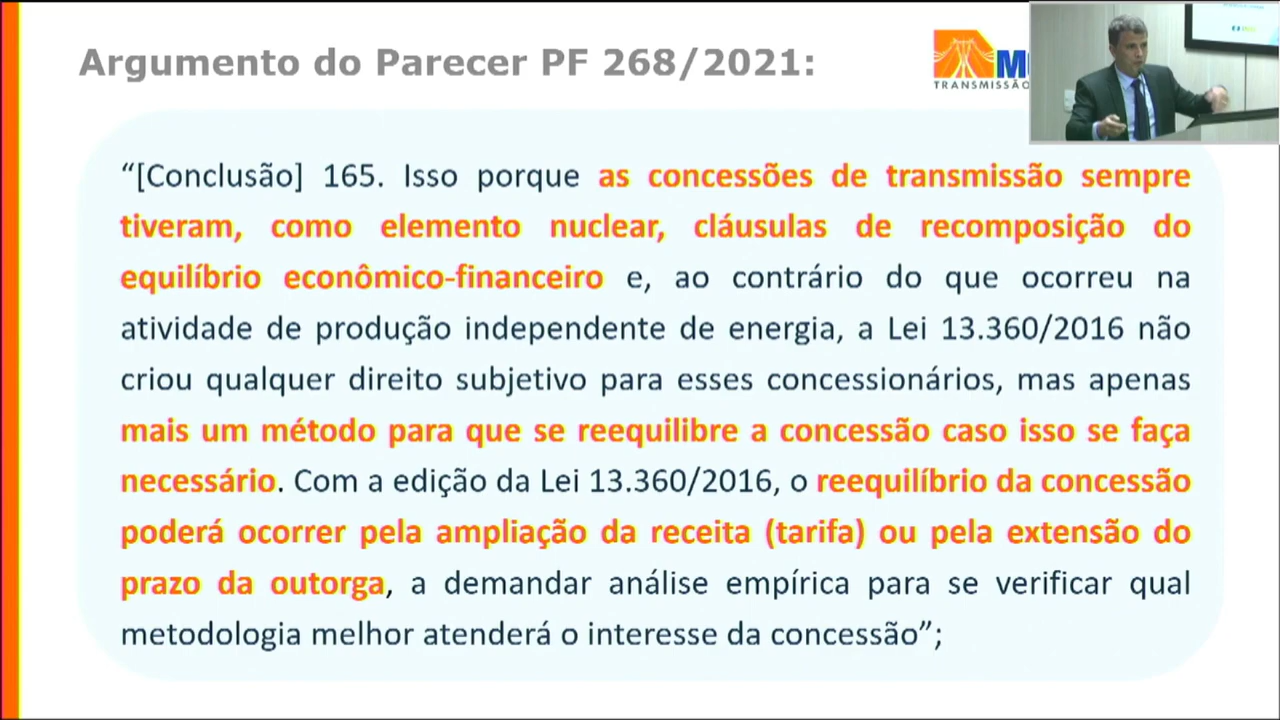 Argumento do Parecer PF 268/2021:
TRANSMISSÃO
“[Conclusão] 165. Isso porque as concessões de transmissão sempre
tiveram, como elemento nuclear, cláusulas de recomposição do
equilíbrio econômico-financeiro e, ao contrário do que ocorreu na
atividade de produção independente de energia, a Lei 13.360/2016 não
criou qualquer direito subjetivo para esses concessionários, mas apenas
mais um método para que se reequilibre a concessão caso isso se faça
necessário. Com a edição da Lei 13.360/2016, o reequilíbrio da concessão
poderá ocorrer pela ampliação da receita (tarifa) ou pela extensão do
prazo da outorga, a demandar análise empírica para se verificar qual
metodologia melhor atenderá o interesse da concessão”;